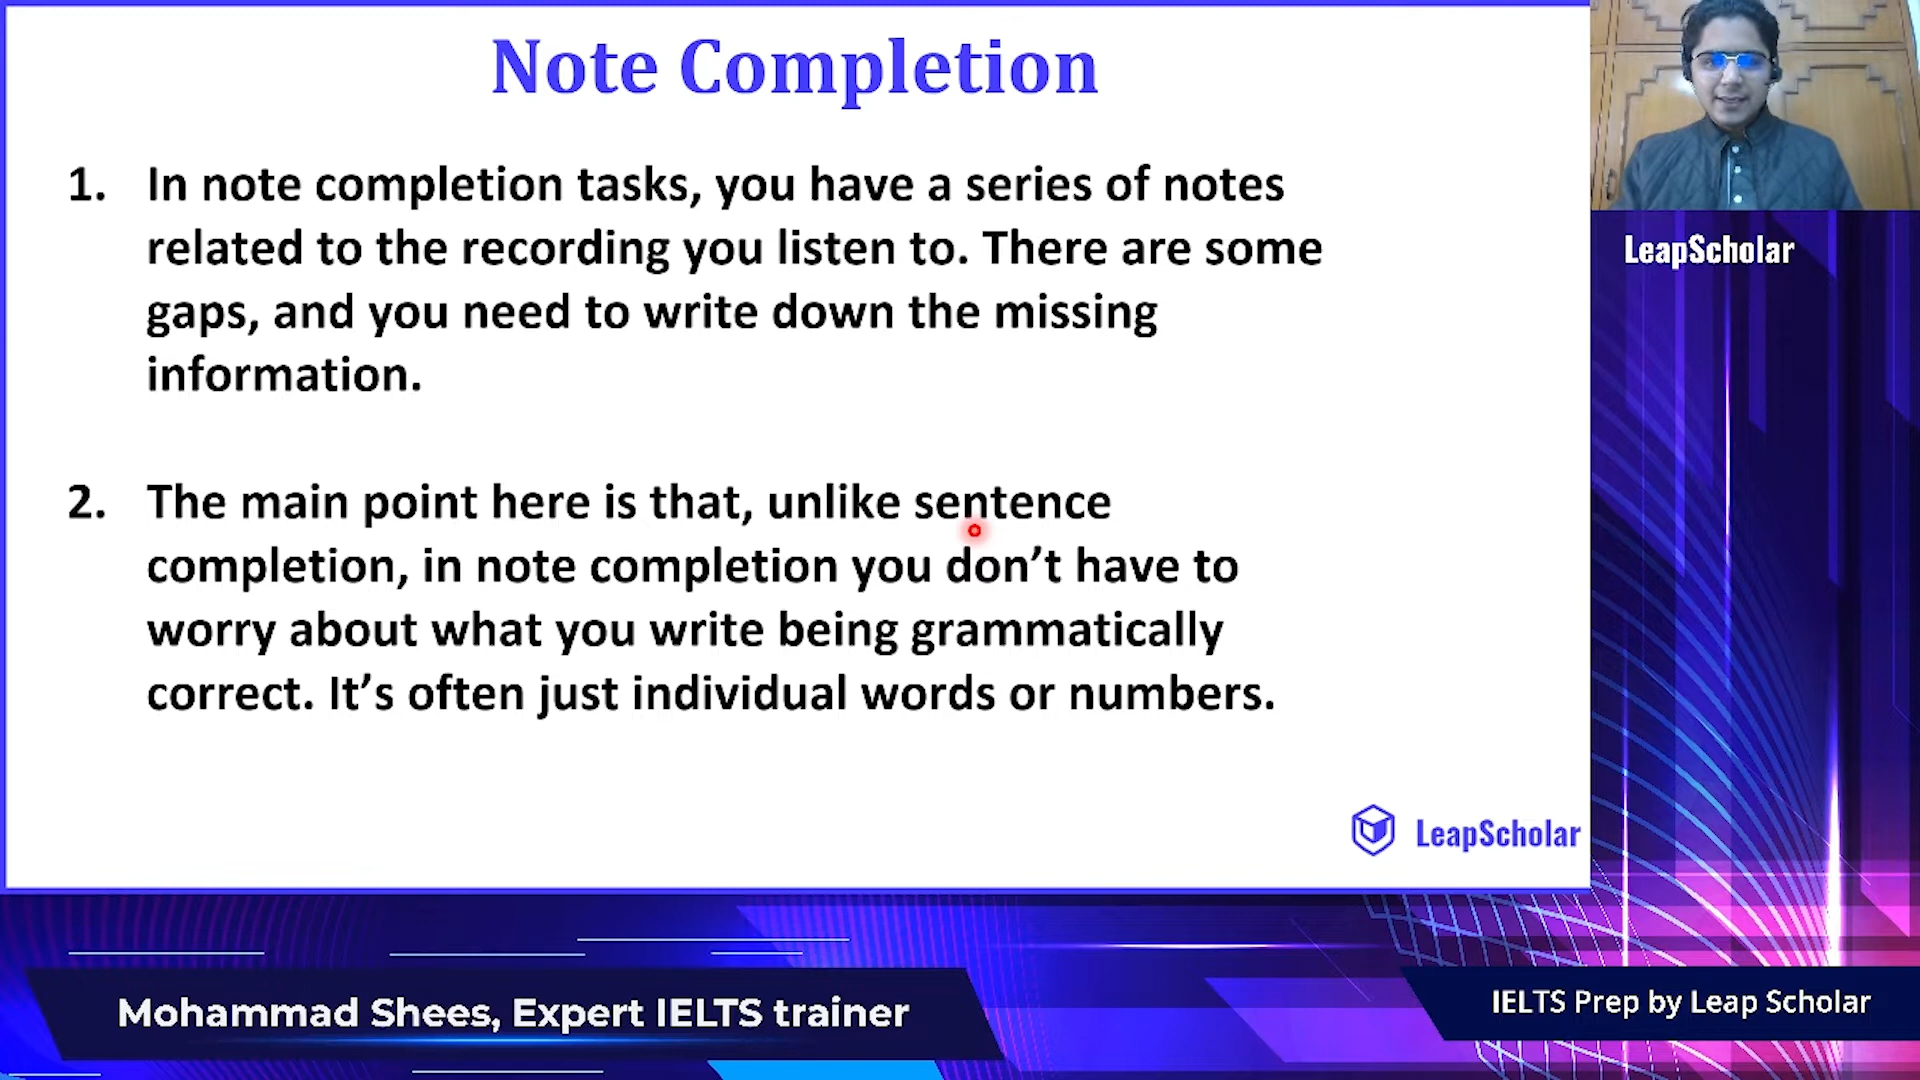 Note Completion
1. In note completion tasks, you have a series of notes
related to the recording you listen to. There are some
gaps, and you need to write down the missing
information.
2. The main point here is that, unlike sentence
completion, in note completion you don’t have to
worry about what you write being grammatically
correct. It’s often just individual words or numbers.
LeapScholar
LeapScholar
Mohammad Shees, Expert IELTS trainer
IELTS Prep by Leap Scholar